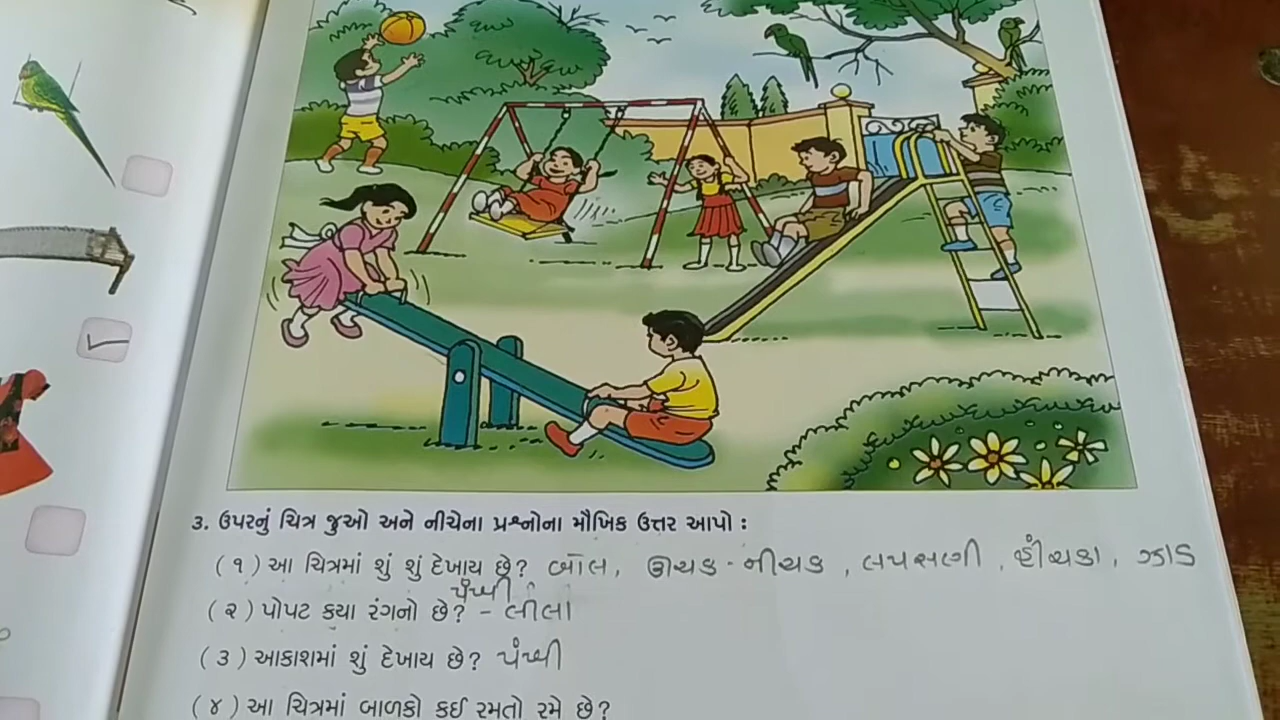 ૩. ઉપરનું ચિત્ર જુઓ અને નીચેના પ્રશ્નોના મૌખિક ઉત્તર આપો :
(૧) આ ચિત્રમાં શું શું દેખાય છે? બૉલ, ઊચક - નીચક, લપસણી, હીંચકા, ઝાડ
પંખી
(૨) પોપટ કયા રંગનો છે? - લીલા
(૩) આકાશમાં શું દેખાય છે? પંખી
(૪) આ ચિત્રમાં બાળકો કઈ રમતો રમે છે?